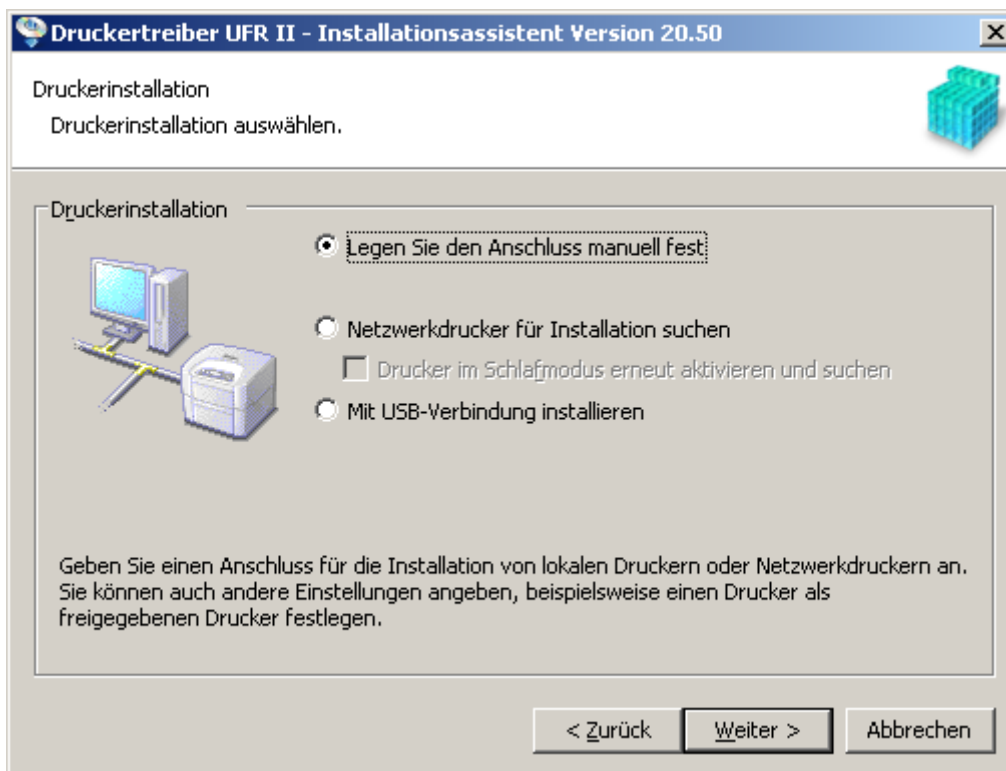 Druckertreiber UFR II - Installationsassistent Version 20.50
Druckerinstallation
Druckerinstallation auswählen.
Druckerinstallation
Legen Sie den Anschluss manuell fest
Netzwerkdrucker für Installation suchen
Drucker im Schlafmodus erneut aktivieren und suchen
Mit USB-Verbindung installieren
Geben Sie einen Anschluss für die Installation von lokalen Druckern oder Netzwerkdruckern an.
Sie können auch andere Einstellungen angeben, beispielsweise einen Drucker als
freigegebenen Drucker festlegen.
< Zurück Weiter > Abbrechen